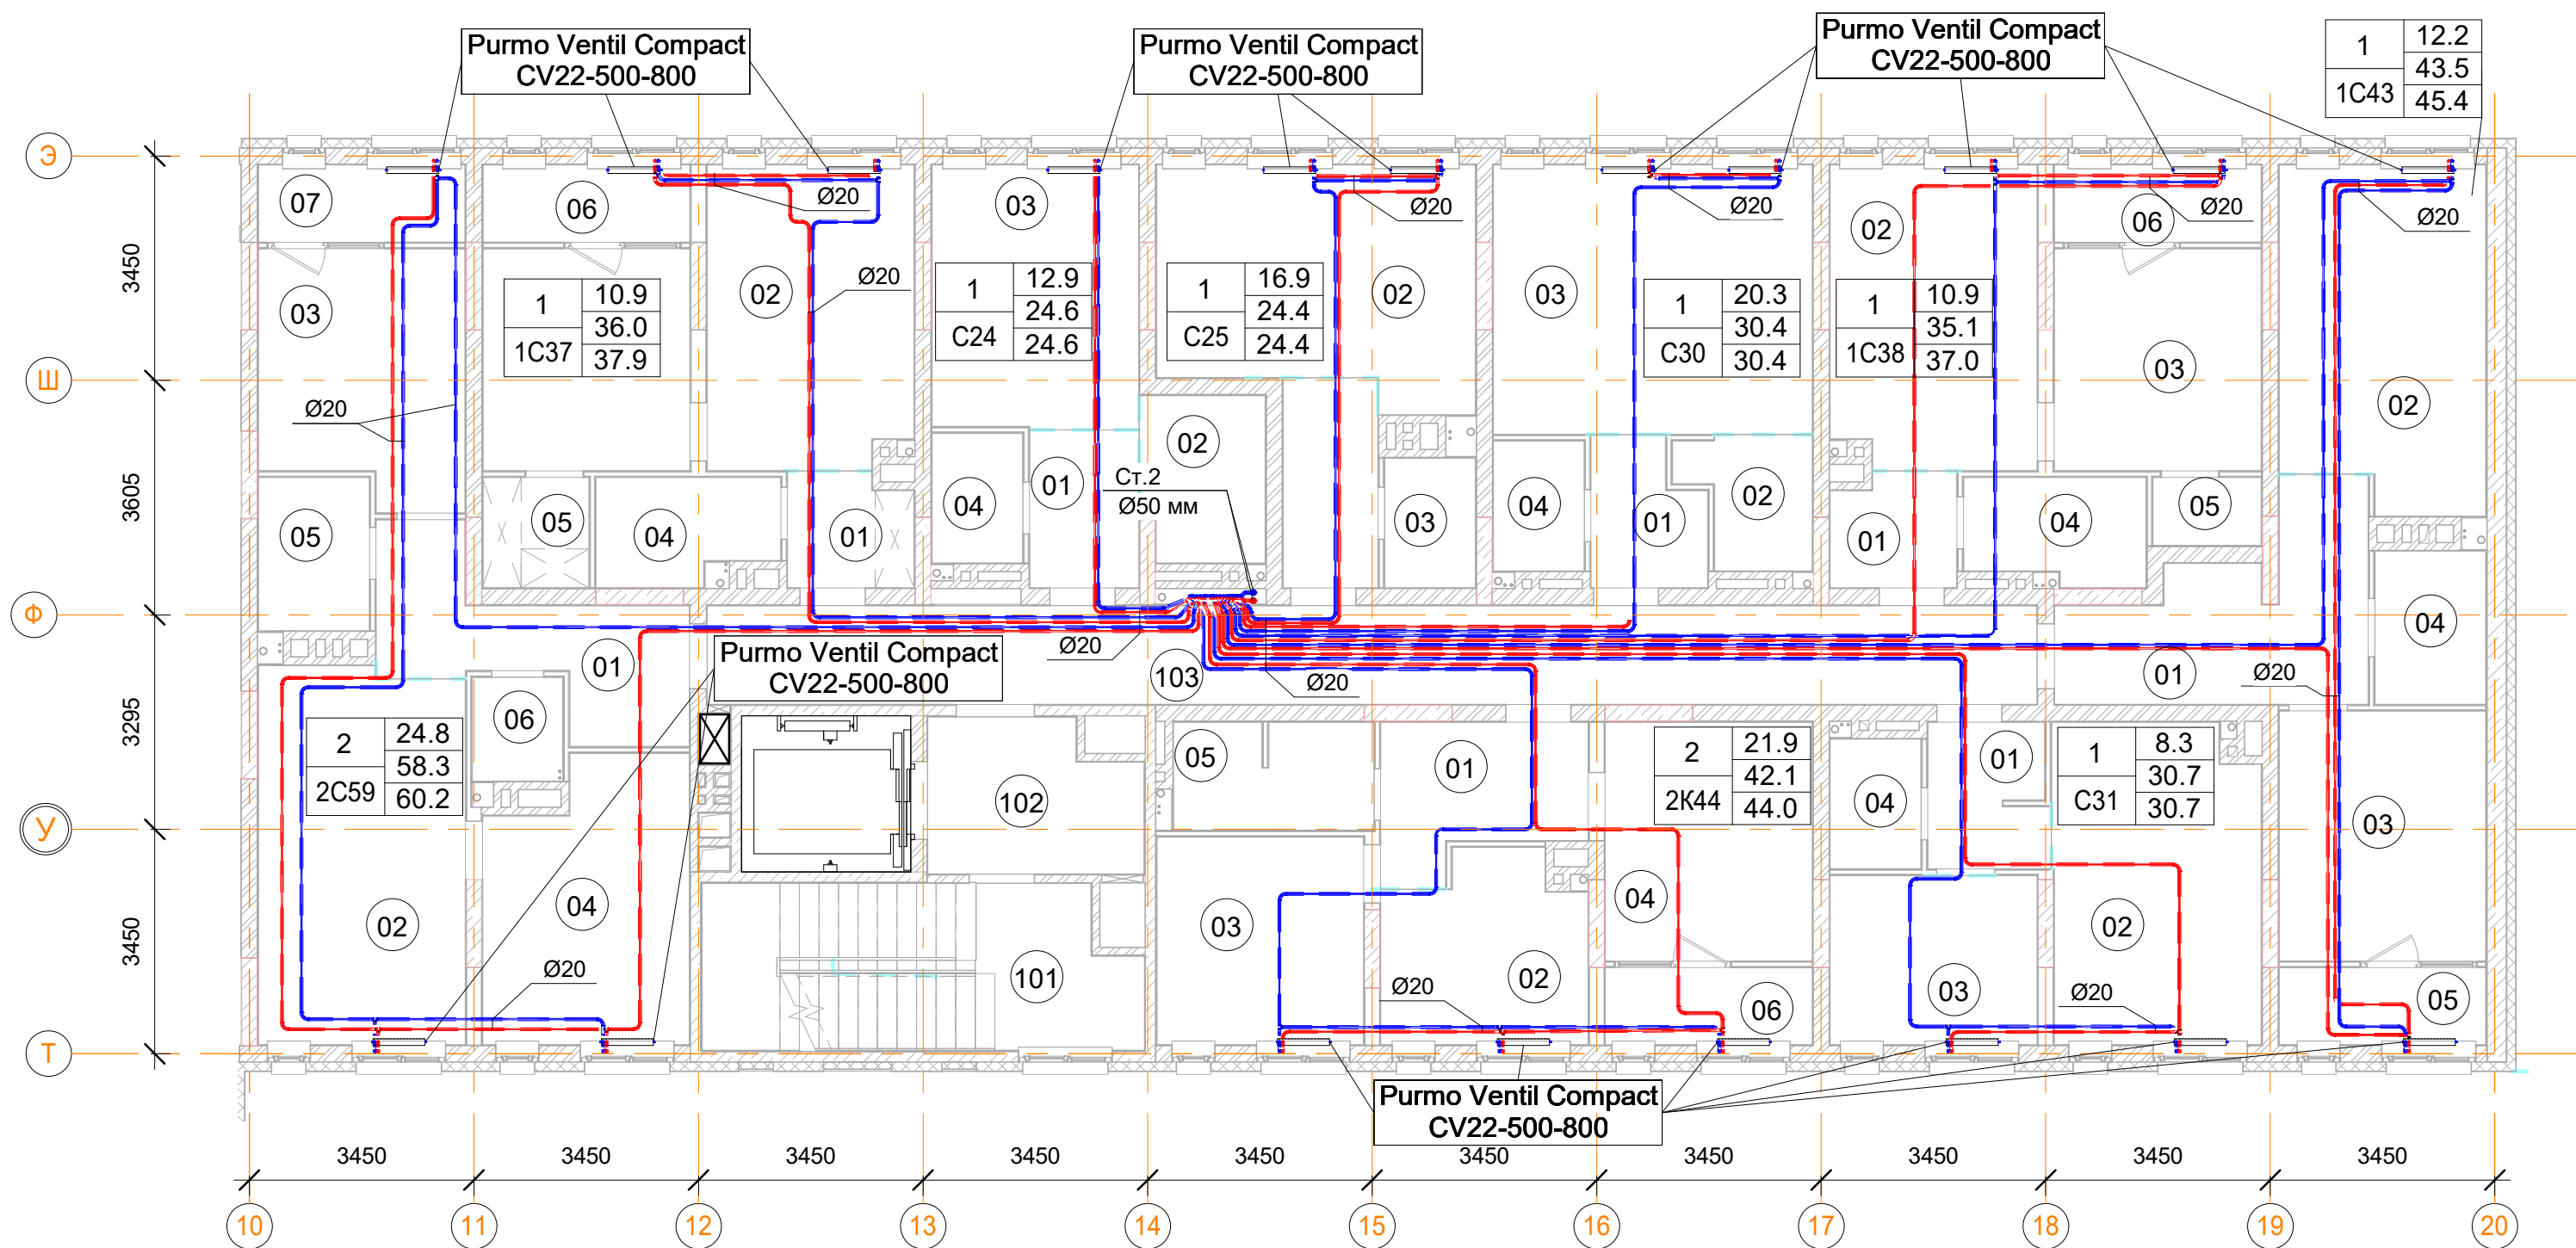 Purmo Ventil Compact
CV22-500-800
Purmo Ventil Compact
CV22-500-800
Purmo Ventil Compact
CV22-500-800
1
1С43
12.2
43.5
45.4
Э
Ш
Ф
У
Т
3450
3605
3295
3450
07
06
03
02
03
02
03
02
06
03
02
Ø20
Ø20
Ø20
Ø20
Ø20
Ø20
Ø20
1
1С37
10.9
36.0
37.9
1
С24
12.9
24.6
24.6
1
С25
16.9
24.4
24.4
1
С30
20.3
30.4
30.4
1
1С38
10.9
35.1
37.0
05
05
04
01
04
01
02
Ст.2
Ø50 мм
03
04
01
02
01
04
05
04
01
06
Purmo Ventil Compact
CV22-500-800
Ø20
103
Ø20
01
Ø20
2
2С59
24.8
58.3
60.2
102
05
01
2
2К44
21.9
42.1
44.0
04
01
1
С31
8.3
30.7
30.7
03
02
04
Ø20
101
03
Ø20
02
04
06
03
02
Ø20
05
Purmo Ventil Compact
CV22-500-800
3450
3450
3450
3450
3450
3450
3450
3450
3450
3450
10
11
12
13
14
15
16
17
18
19
20